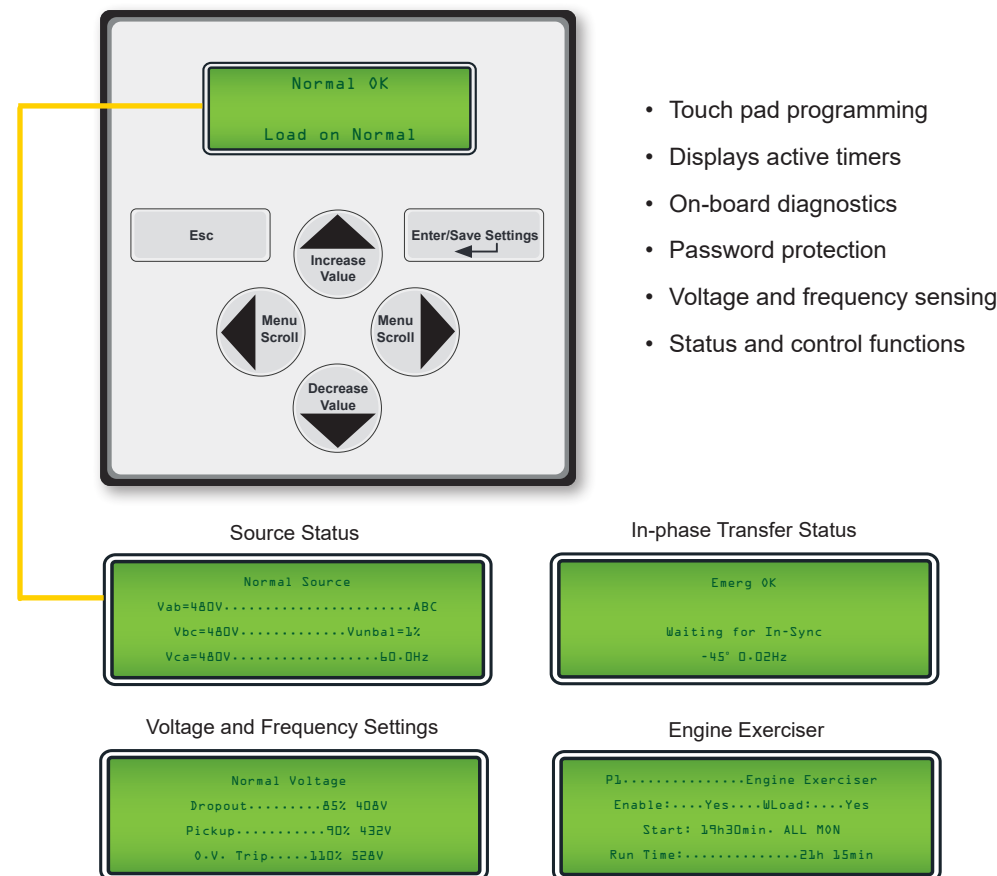 Normal OK
Load on Normal
Esc
Increase
Value
Enter/Save Settings
Menu
Scroll
Menu
Scroll
Decrease
Value
• Touch pad programming
• Displays active timers
• On-board diagnostics
• Password protection
• Voltage and frequency sensing
• Status and control functions
Source Status
Normal Source
Vab=480V.......................ABC
Vbc=480V.............Vunbal=1%
Vca=480V..................60.0Hz
In-phase Transfer Status
Emerg OK
Waiting for In-Sync
-45° 0.02Hz
Voltage and Frequency Settings
Normal Voltage
Dropout.........85% 408V
Pickup...........90% 432V
O.V. Trip.....110% 528V
Engine Exerciser
P1...............Engine Exerciser
Enable:....Yes....WLoad:....Yes
Start: 19h30min. ALL MON
Run Time:..............21h 15min